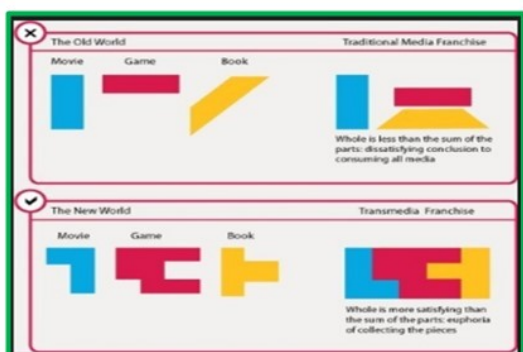 The Old World
Traditional Media Franchise
Movie Game Book
Whole is less than the sum of the
parts: dissatisfying conclusion to
consuming all media
The New World
Transmedia Franchise
Movie Game Book
Whole is more satisfying than
the sum of the parts: euphoria
of collecting the pieces